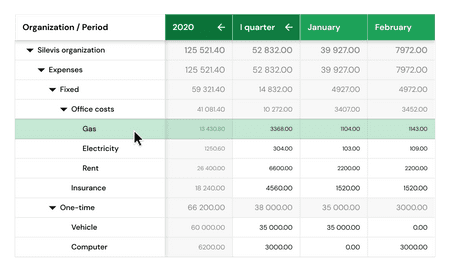 Organization / Period 2020 ← I quarter ← January February
Silevis organization 125 521.40 52 832.00 39 927.00 7972.00
Expenses 125 521.40 52 832.00 39 927.00 7972.00
Fixed 59 321.40 14 832.00 4927.00 4972.00
Office costs 41 081.40 10 272.00 3407.00 3452.00
Gas 13 430.80 3368.00 1104.00 1143.00
Electricity 1250.60 304.00 103.00 109.00
Rent 26 400.00 6600.00 2200.00 2200.00
Insurance 18 240.00 4560.00 1520.00 1520.00
One-time 66 200.00 38 000.00 35 000.00 3000.00
Vehicle 60 000.00 35 000.00 35 000.00 0.00
Computer 6200.00 3000.00 0.00 3000.00